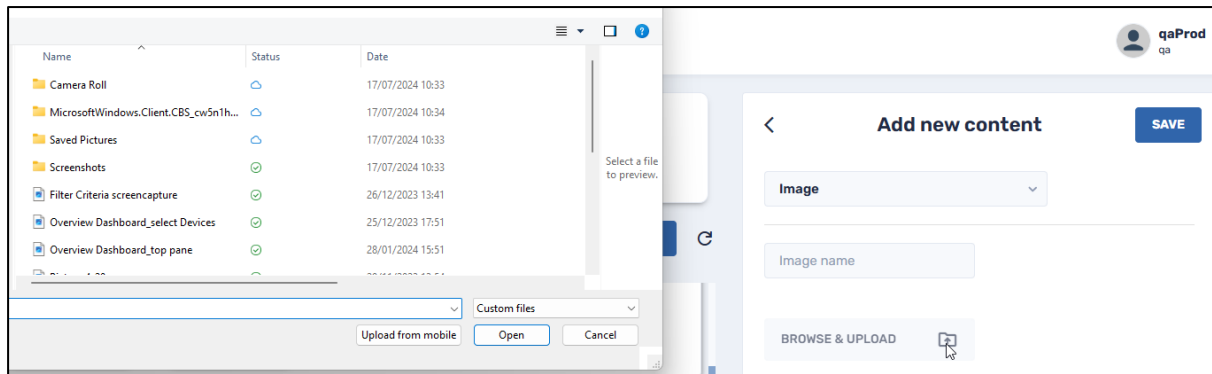 Name Status Date
Camera Roll 17/07/2024 10:33
MicrosoftWindows.Client.CBS_cw5n1h... 17/07/2024 10:34
Saved Pictures 17/07/2024 10:33
Screenshots 17/07/2024 10:33
Filter Criteria screencapture 26/12/2023 13:41
Overview Dashboard_select Devices 25/12/2023 17:51
Overview Dashboard_top pane 28/01/2024 15:51
Select a file
to preview.
Custom files
Upload from mobile Open Cancel
qaProd
qa
Add new content SAVE
Image
Image name
BROWSE & UPLOAD